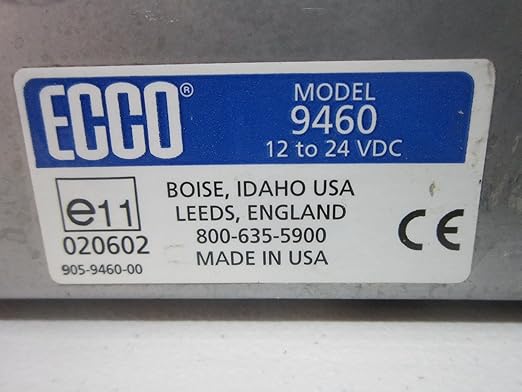 ECCO® MODEL
9460
12 to 24 VDC
e11
020602
905-9460-00
BOISE, IDAHO USA
LEEDS, ENGLAND
800-635-5900
MADE IN USA
CE